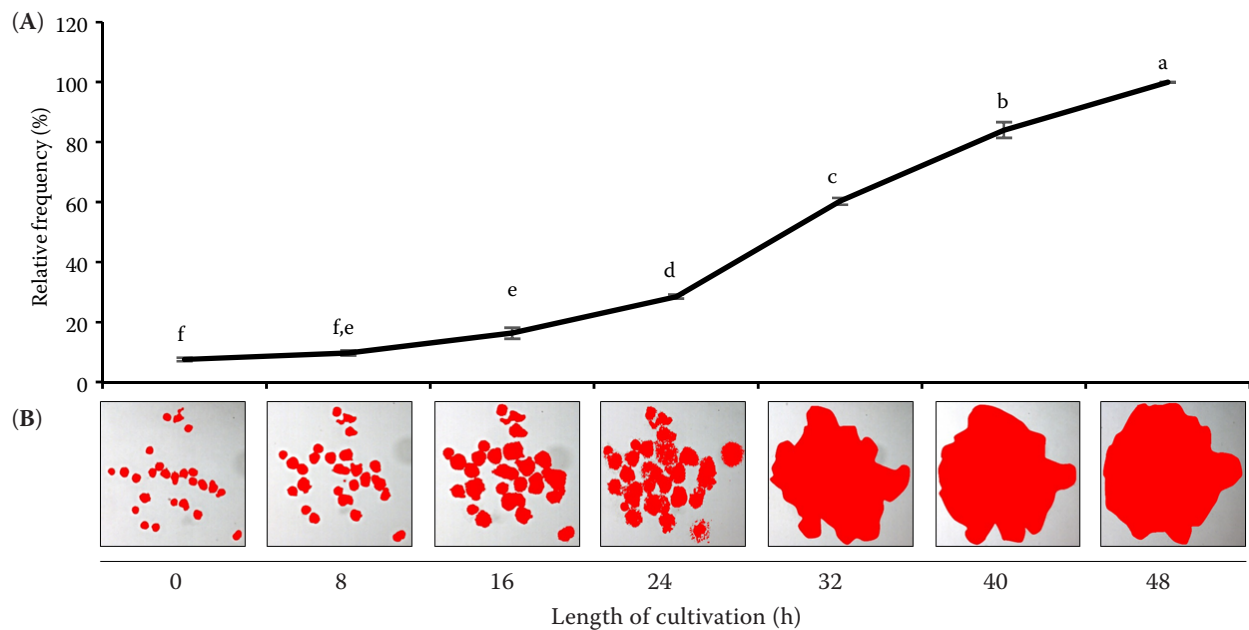 (A)
Relative frequency (%)
120
100
80
60
40
20
0
f
f,e
e
d
c
b
a
(B)
0 8 16 24 32 40 48
Length of cultivation (h)